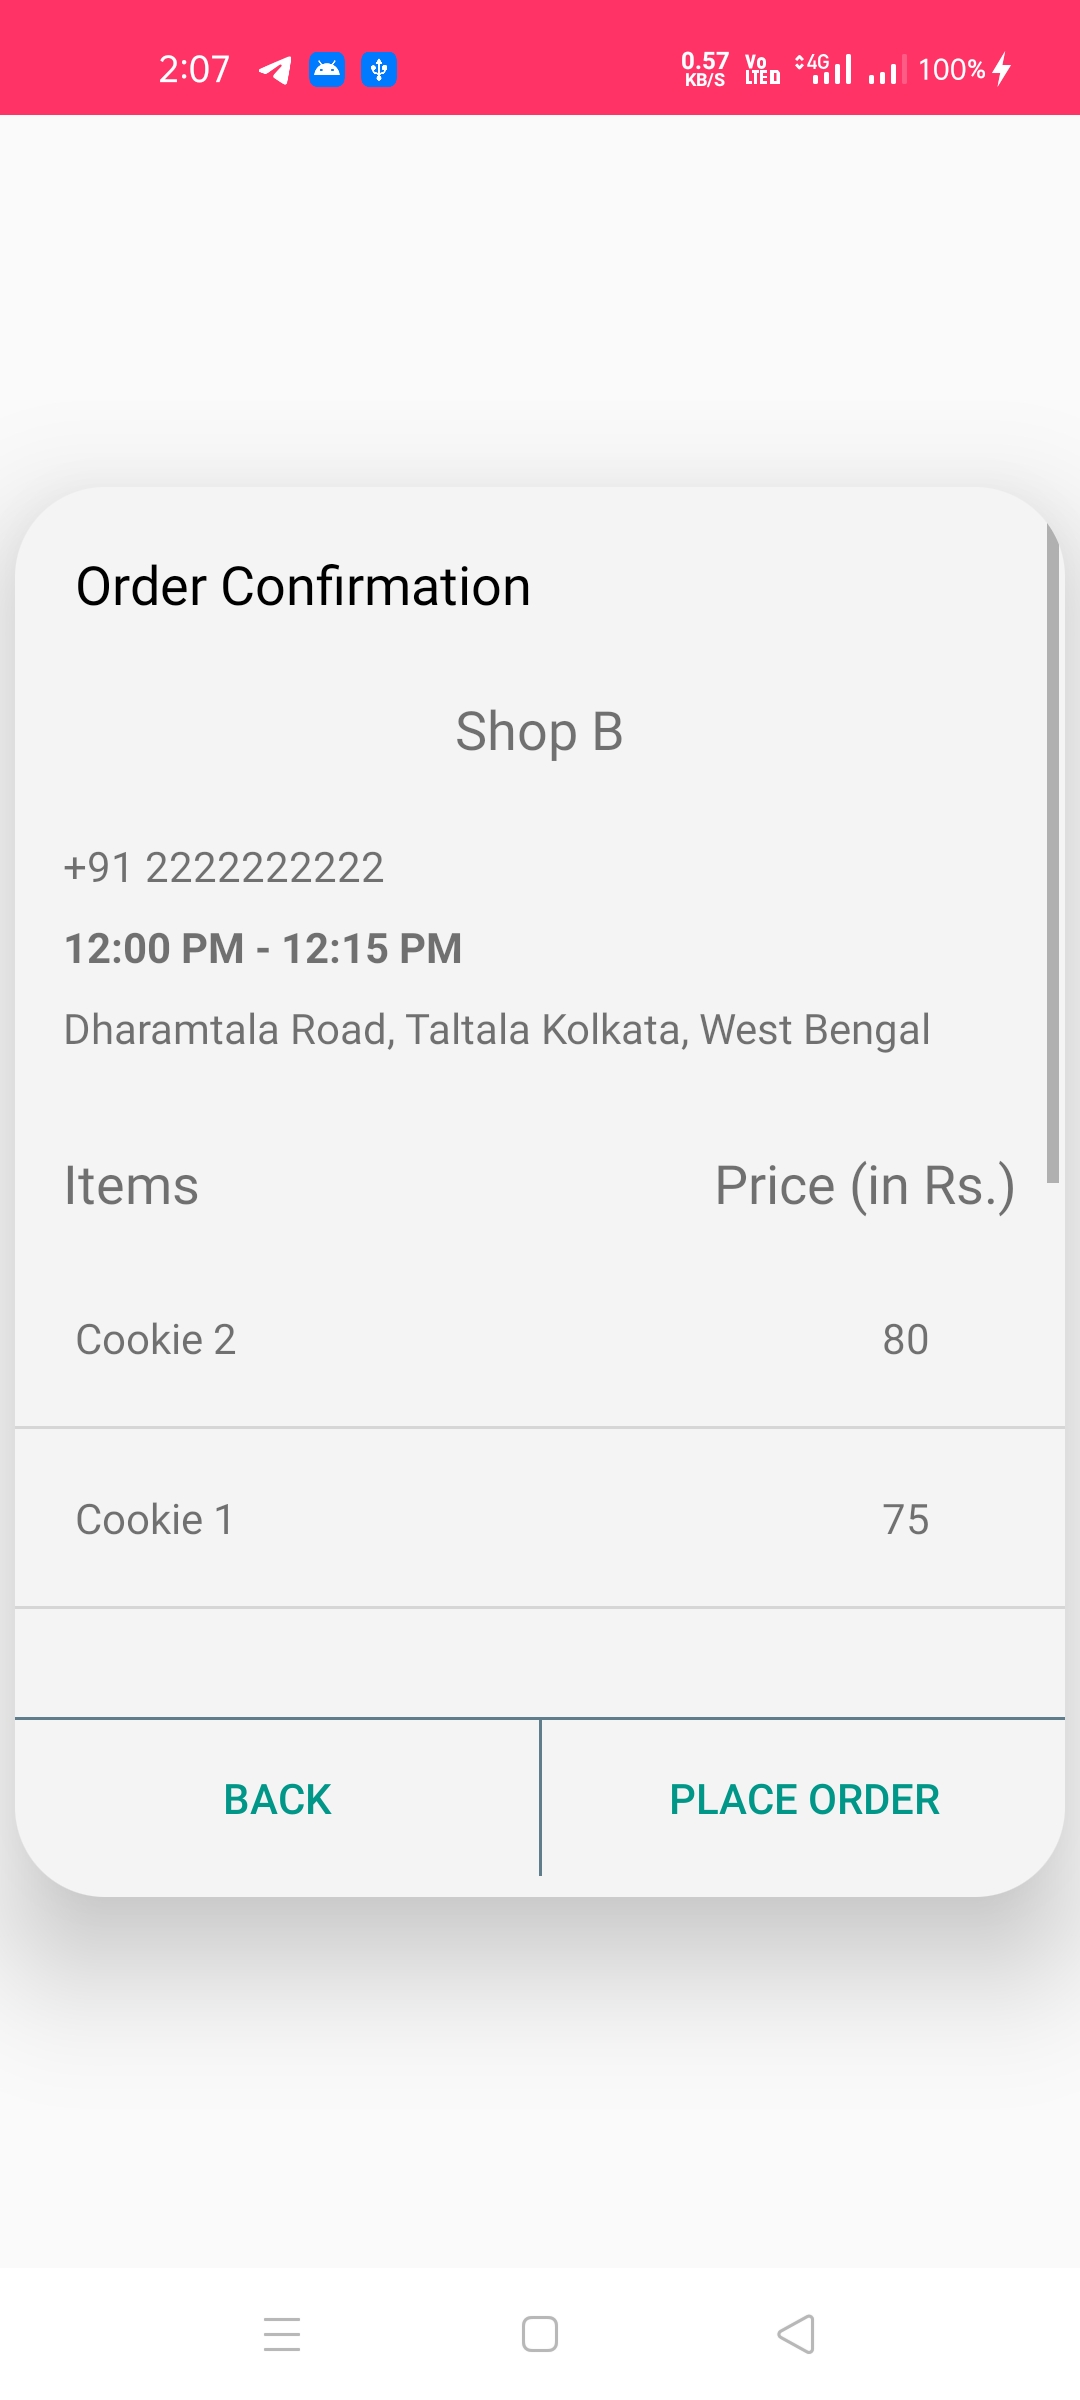 2:07 0.57 KB/S Vo LTE 4G 100%
Order Confirmation
Shop B
+91 2222222222
12:00 PM - 12:15 PM
Dharamtala Road, Taltala Kolkata, West Bengal
Items Price (in Rs.)
Cookie 2 80
Cookie 1 75
BACK PLACE ORDER